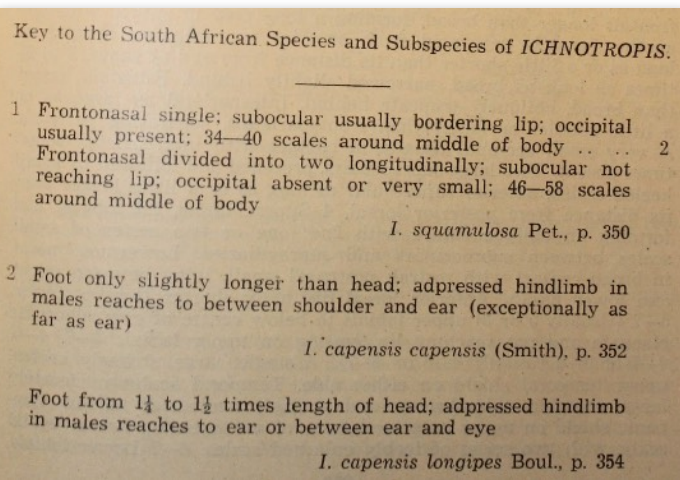 Key to the South African Species and Subspecies of ICHNOTROPIS.
1 Frontonasal single; subocular usually bordering lip; occipital
usually present; 34—40 scales around middle of body .. .. 2
Frontonasal divided into two longitudinally; subocular not
reaching lip; occipital absent or very small; 46—58 scales
around middle of body
I. squamulosa Pet., p. 350
2 Foot only slightly longer than head; adpressed hindlimb in
males reaches to between shoulder and ear (exceptionally as
far as ear)
I. capensis capensis (Smith), p. 352
Foot from 1¼ to 1½ times length of head; adpressed hindlimb
in males reaches to ear or between ear and eye
I. capensis longipes Boul., p. 354